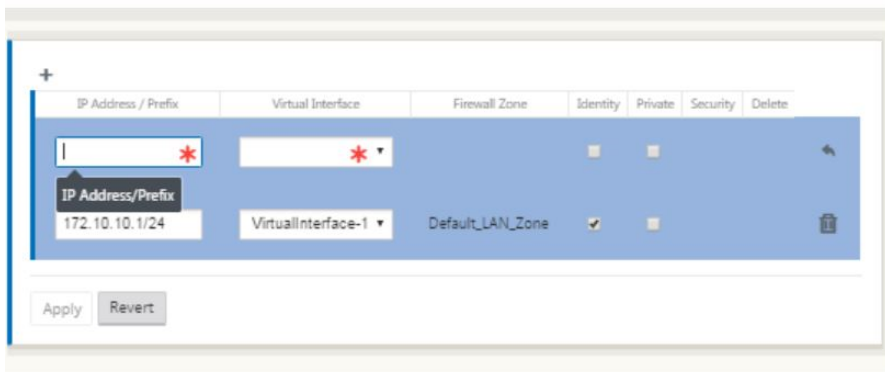 +
IP Address / Prefix Virtual Interface Firewall Zone Identity Private Security Delete
* *
IP Address/Prefix
172.10.10.1/24 VirtualInterface-1 Default_LAN_Zone
Apply Revert